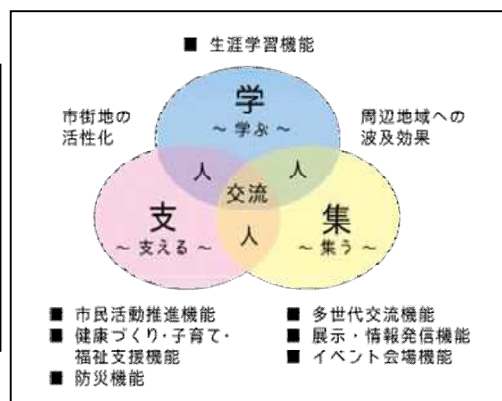 ■ 生涯学習機能
市街地の
活性化
学
～ 学ぶ ～
周辺地域への
波及効果
人
人
交流
支
～ 支える ～
人
集
～ 集う ～
■ 市民活動推進機能
■ 健康づくり・子育て・
福祉支援機能
■ 防災機能
■ 多世代交流機能
■ 展示・情報発信機能
■ イベント会場機能